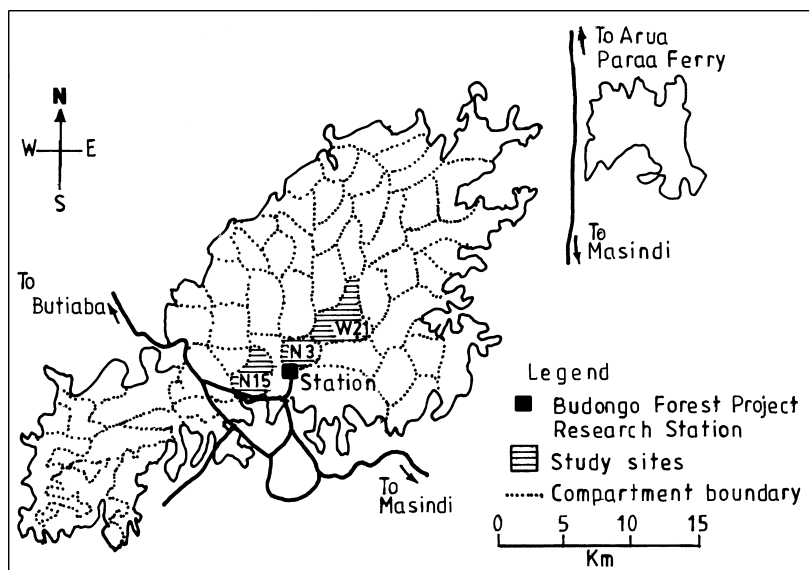 To Arua
Paraa Ferry
N
W E
S
To
Masindi
To
Butiaba
W21
N3
N15
Station
To
Masindi
Legend
Budongo Forest Project
Research Station
Study sites
Compartment boundary
0 5 10 15
Km